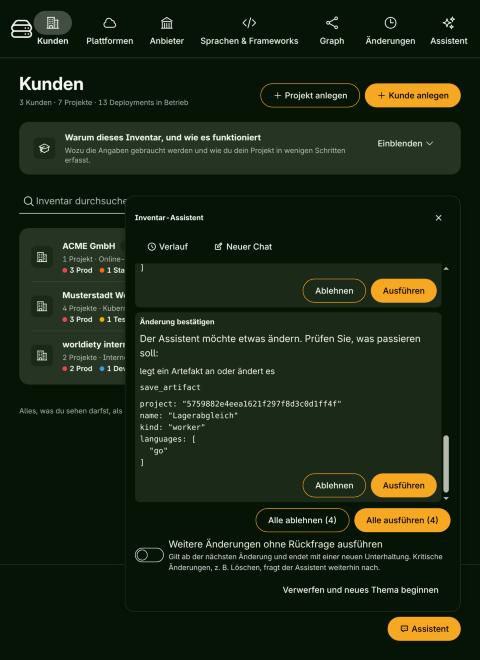 Kunden
Plattformen
Anbieter
Sprachen & Frameworks
Graph
Änderungen
Assistent
Kunden
3 Kunden · 7 Projekte · 13 Deployments in Betrieb
+ Projekt anlegen
+ Kunde anlegen
Warum dieses Inventar, und wie es funktioniert
Wozu die Angaben gebraucht werden und wie du dein Projekt in wenigen Schritten
erfasst.
Einblenden
Inventar durchsuche
ACME GmbH
1 Projekt · Online-
3 Prod 1 Sta
Musterstadt We
4 Projekte · Kubern
3 Prod 1 Tes
worldiety intern
2 Projekte · Intern
2 Prod 1 Dev
Alles, was du sehen darfst, als
Inventar-Assistent
Verlauf
Neuer Chat
]
Ablehnen
Ausführen
Änderung bestätigen
Der Assistent möchte etwas ändern. Prüfen Sie, was passieren
soll:
legt ein Artefakt an oder ändert es
save_artifact
project: "5759882e4eea1621f297f8d3c0d1ff4f"
name: "Lagerabgleich"
kind: "worker"
languages: [
"go"
]
Ablehnen
Ausführen
Alle ablehnen (4)
Alle ausführen (4)
Weitere Änderungen ohne Rückfrage ausführen
Gilt ab der nächsten Änderung und endet mit einer neuen Unterhaltung. Kritische
Änderungen, z. B. Löschen, fragt der Assistent weiterhin nach.
Verwerfen und neues Thema beginnen
Assistent